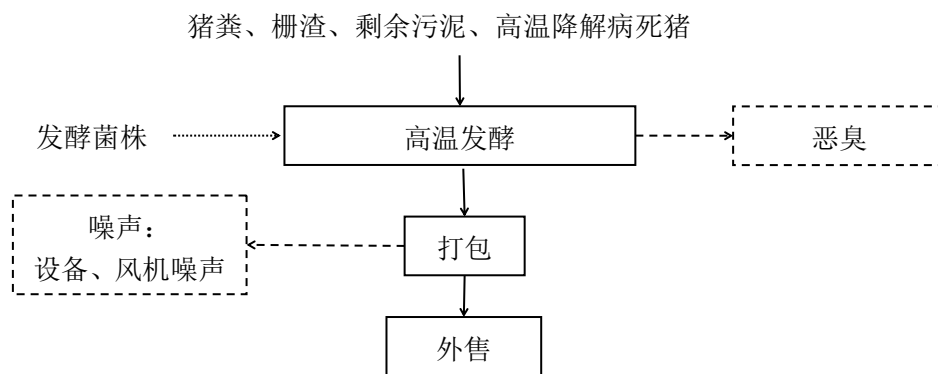 猪粪、栅渣、剩余污泥、高温降解病死猪
发酵菌株
高温发酵
恶臭
噪声：
设备、风机噪声
打包
外售